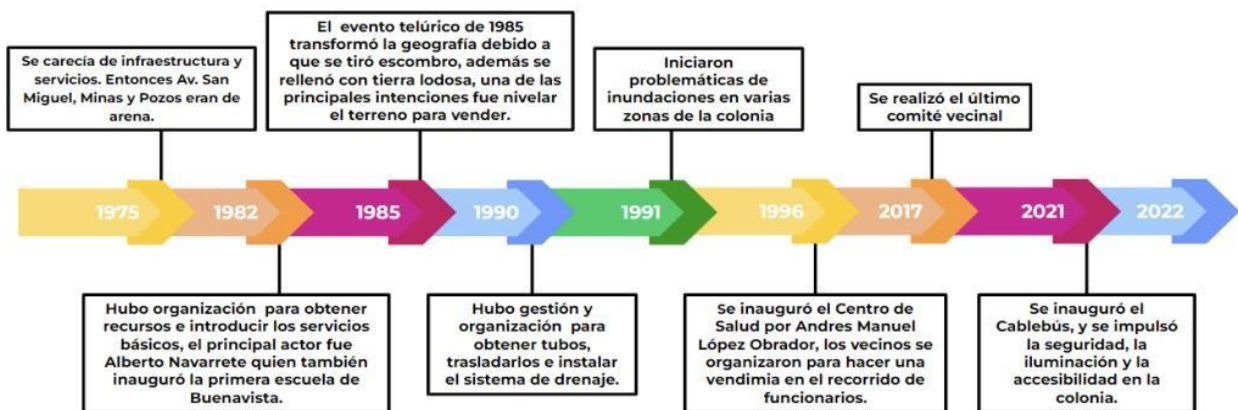 Se carecía de infraestructura y
servicios. Entonces Av. San
Miguel, Minas y Pozos eran de
arena.
El evento telúrico de 1985
transformó la geografía debido a
que se tiró escombro, además se
rellenó con tierra lodosa, una de las
principales intenciones fue nivelar
el terreno para vender.
Iniciaron
problemáticas de
inundaciones en varias
zonas de la colonia
Se realizó el último
comité vecinal
1975
1982
1985
1990
1991
1996
2017
2021
2022
Hubo organización para obtener
recursos e introducir los servicios
básicos, el principal actor fue
Alberto Navarrete quien también
inauguró la primera escuela de
Buenavista.
Hubo gestión y
organización para
obtener tubos,
trasladarlos e instalar
el sistema de drenaje.
Se inauguró el Centro de
Salud por Andres Manuel
López Obrador, los vecinos se
organizaron para hacer una
vendimia en el recorrido de
funcionarios.
Se inauguró el
Cablebús, y se impulsó
la seguridad, la
iluminación y la
accesibilidad en la
colonia.